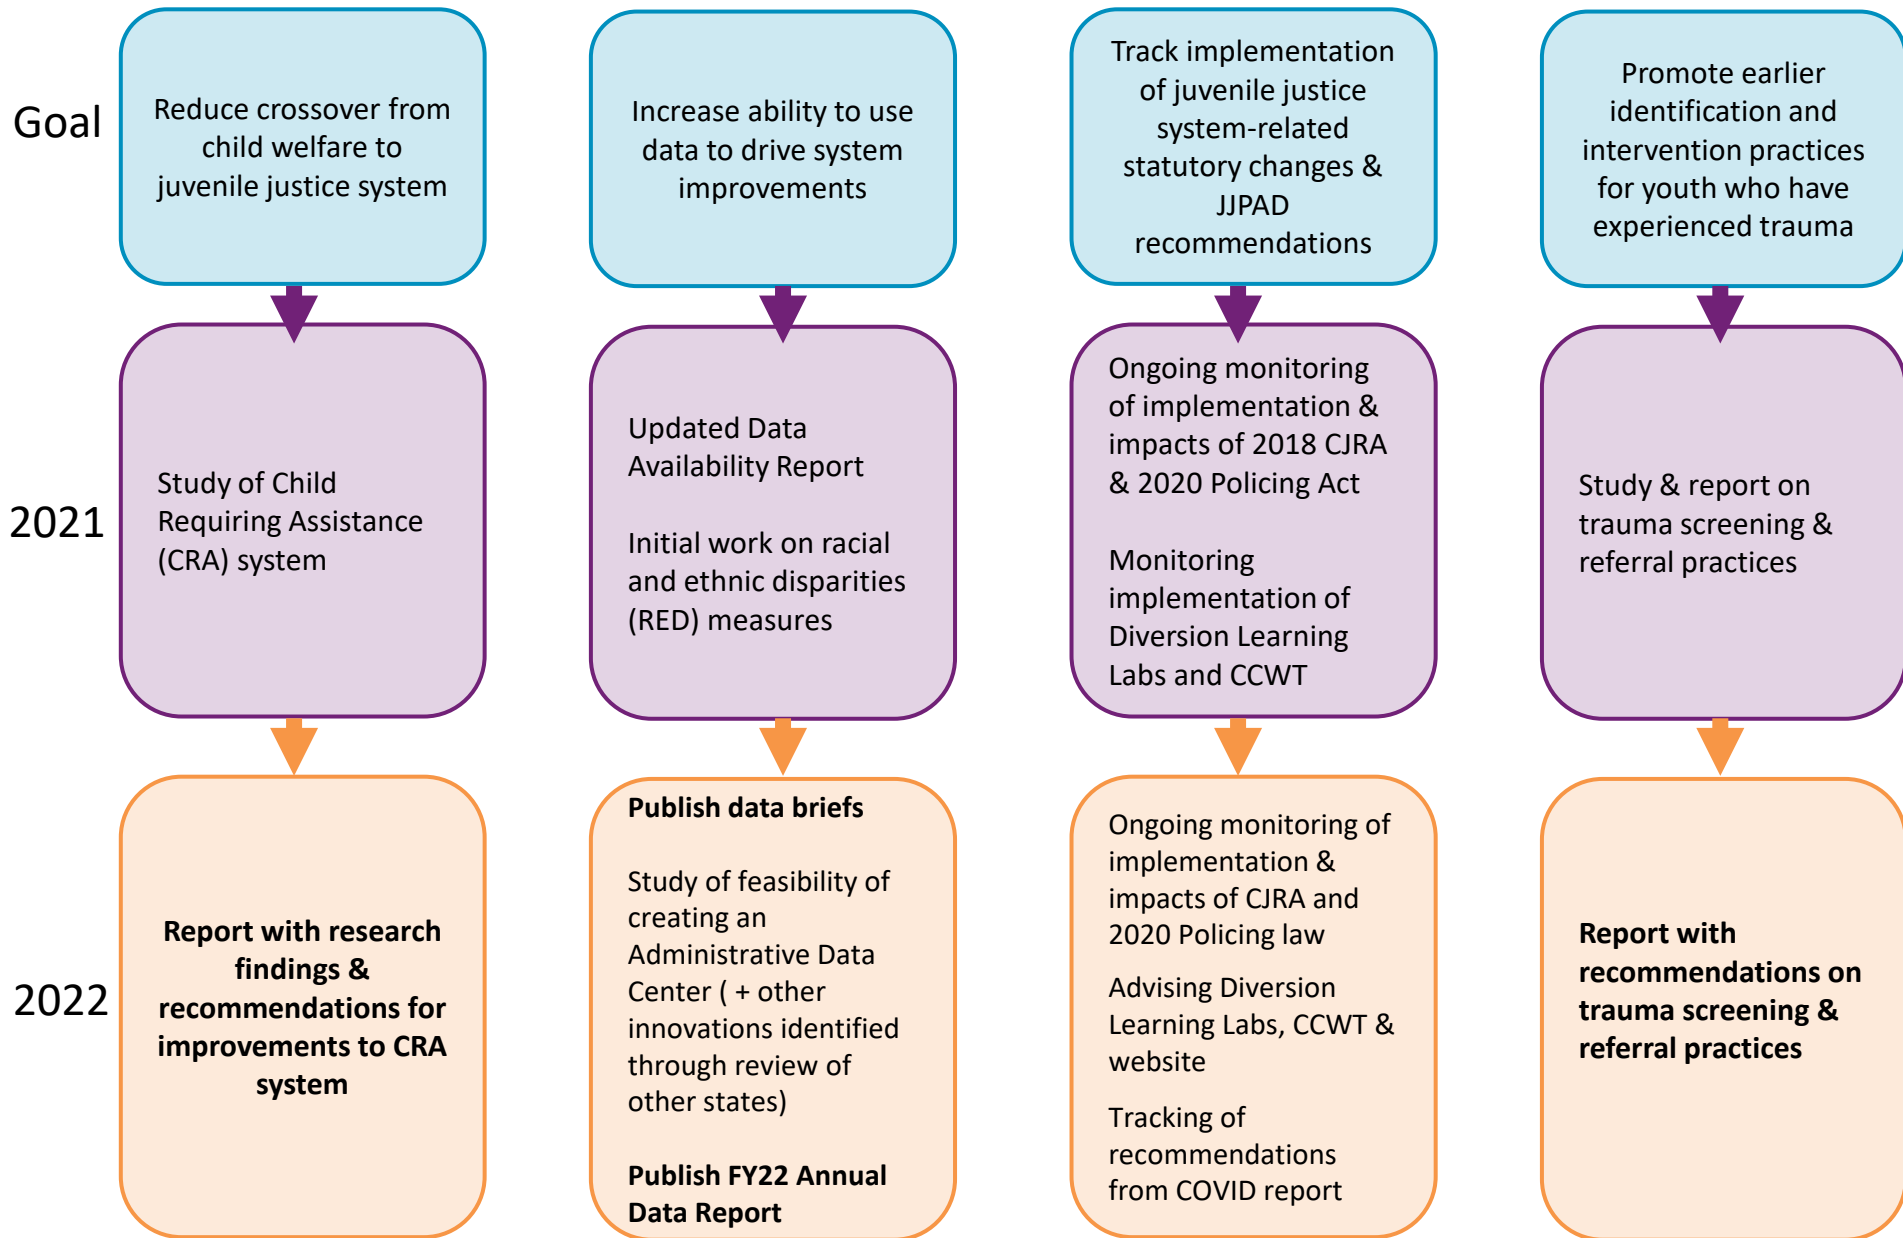 Goal
Reduce crossover from
child welfare to
juvenile justice system
Increase ability to use
data to drive system
improvements
Track implementation
of juvenile justice
system-related
statutory changes &
JJPAD
recommendations
Promote earlier
identification and
intervention practices
for youth who have
experienced trauma
2021
Study of Child
Requiring Assistance
(CRA) system
Updated Data
Availability Report
Initial work on racial
and ethnic disparities
(RED) measures
Ongoing monitoring
of implementation &
impacts of 2018 CJRA
& 2020 Policing Act
Monitoring
implementation of
Diversion Learning
Labs and CCWT
Study & report on
trauma screening &
referral practices
2022
Report with research
findings &
recommendations for
improvements to CRA
system
Publish data briefs
Study of feasibility of
creating an
Administrative Data
Center ( + other
innovations identified
through review of
other states)
Publish FY22 Annual
Data Report
Ongoing monitoring of
implementation &
impacts of CJRA and
2020 Policing law
Advising Diversion
Learning Labs, CCWT &
website
Tracking of
recommendations
from COVID report
Report with
recommendations on
trauma screening &
referral practices